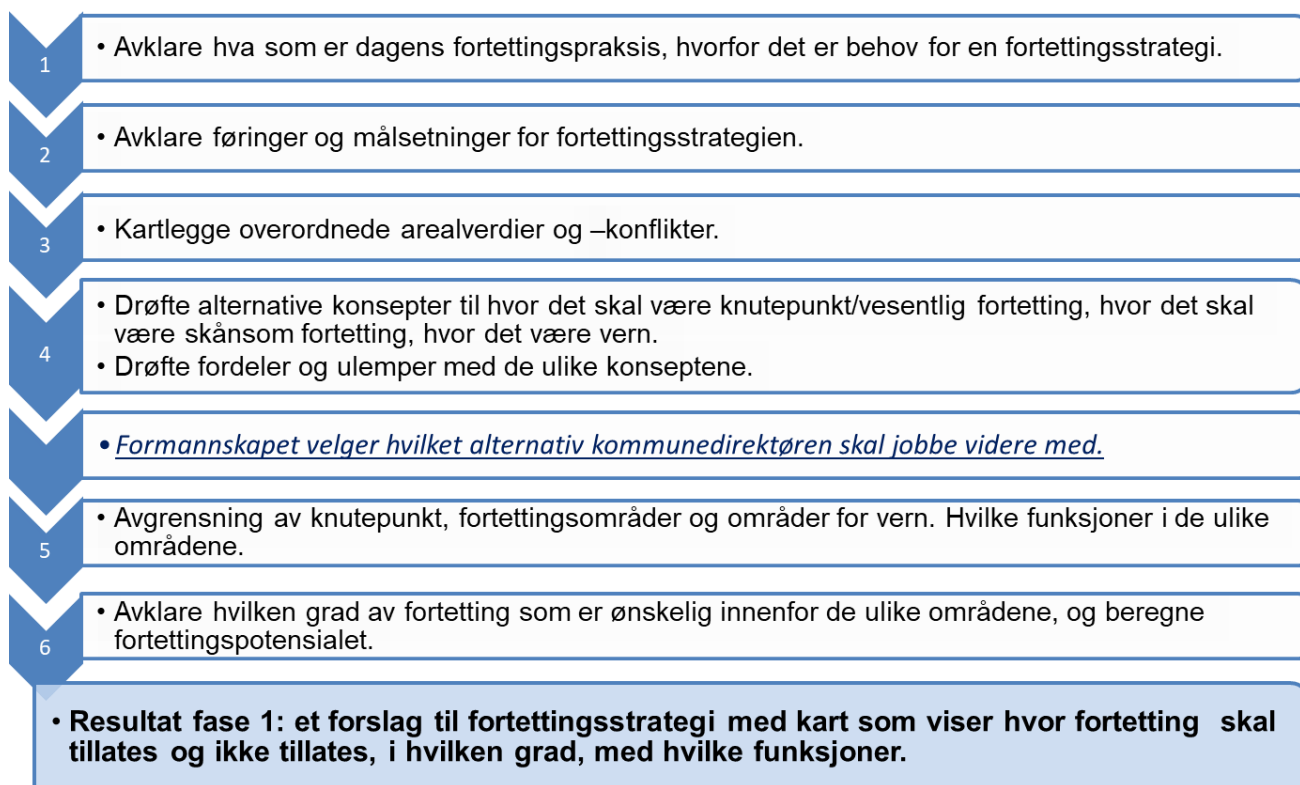 1
• Avklare hva som er dagens fortettingspraksis, hvorfor det er behov for en fortettingsstrategi.
2
• Avklare føringer og målsetninger for fortettingsstrategien.
3
• Kartlegge overordnede arealverdier og –konflikter.
4
• Drøfte alternative konsepter til hvor det skal være knutepunkt/vesentlig fortetting, hvor det skal
være skånsom fortetting, hvor det være vern.
• Drøfte fordeler og ulemper med de ulike konseptene.
• Formannskapet velger hvilket alternativ kommunedirektøren skal jobbe videre med.
5
• Avgrensning av knutepunkt, fortettingsområder og områder for vern. Hvilke funksjoner i de ulike
områdene.
6
• Avklare hvilken grad av fortetting som er ønskelig innenfor de ulike områdene, og beregne
fortettingspotensialet.
• Resultat fase 1: et forslag til fortettingsstrategi med kart som viser hvor fortetting skal
tillates og ikke tillates, i hvilken grad, med hvilke funksjoner.